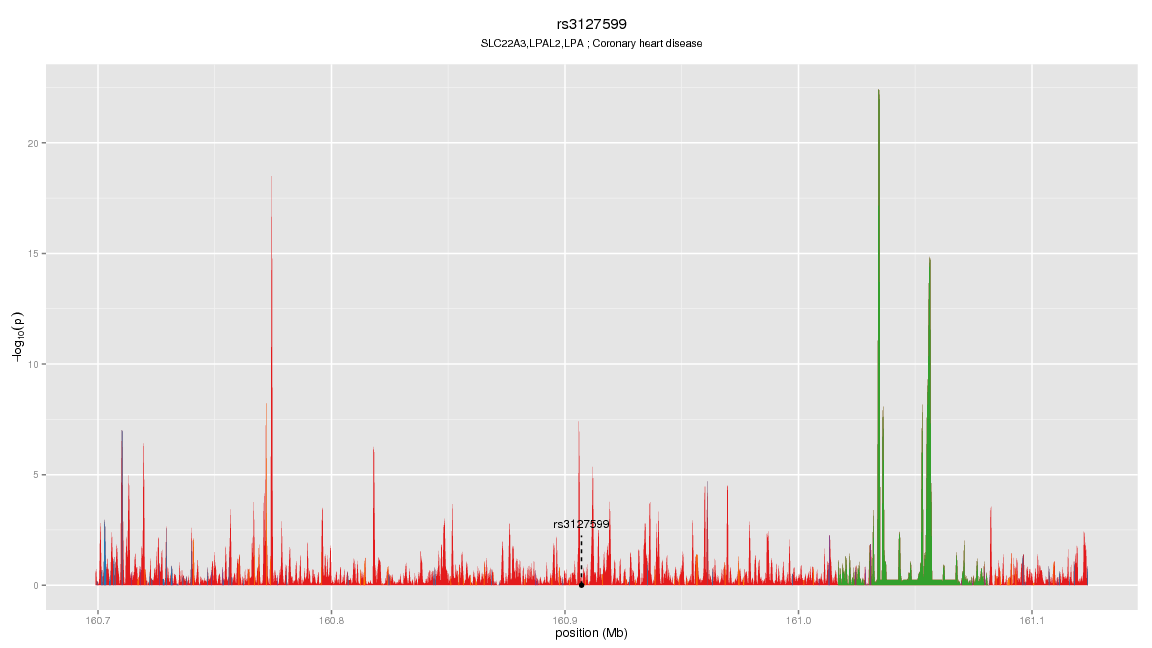 rs3127599
SLC22A3,LPAL2,LPA ; Coronary heart disease
20
15
10
5
0
−log10(p)
rs3127599
160.7 160.8 160.9 161.0 161.1
position (Mb)